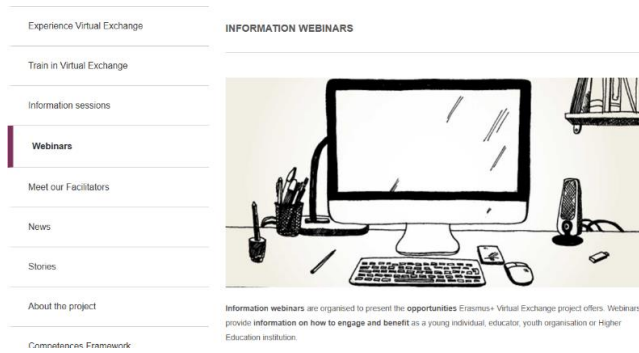 Experience Virtual Exchange
Train in Virtual Exchange
Information sessions
Webinars
Meet our Facilitators
News
Stories
About the project
Competences Framework
INFORMATION WEBINARS
Information webinars are organised to present the opportunities Erasmus+ Virtual Exchange project offers. Webinars
provide information on how to engage and benefit as a young individual, educator, youth organisation or Higher
Education institution.